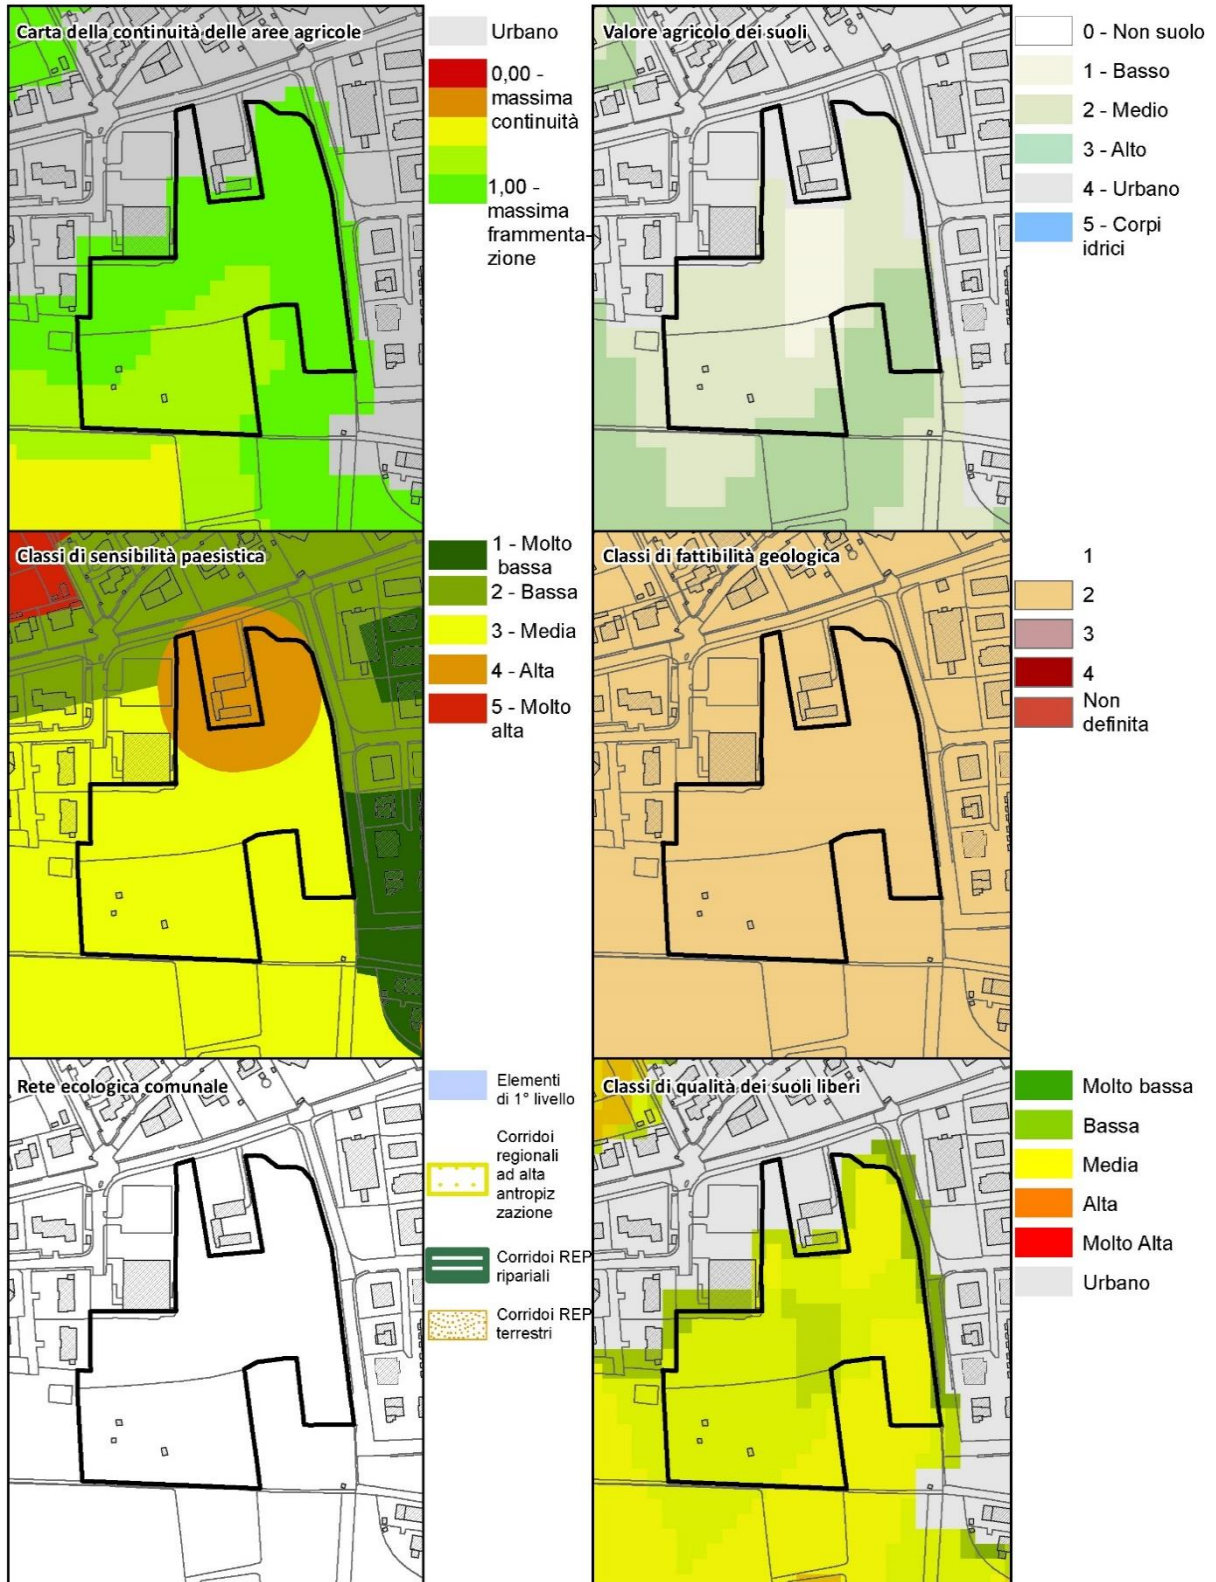 Carta della continuità delle aree agricole
Urbano
0,00 -
massima
continuità
1,00 -
massima
frammenta-
zione
Valore agricolo dei suoli
0 - Non suolo
1 - Basso
2 - Medio
3 - Alto
4 - Urbano
5 - Corpi
idrici
Classi di sensibilità paesistica
1 - Molto
bassa
2 - Bassa
3 - Media
4 - Alta
5 - Molto
alta
Classi di fattibilità geologica
1
2
3
4
Non
definita
Rete ecologica comunale
Elementi
di 1° livello
Corridoi
regionali
ad alta
antropiz
zazione
Corridoi REP
ripariali
Corridoi REP
terrestri
Classi di qualità dei suoli liberi
Molto bassa
Bassa
Media
Alta
Molto Alta
Urbano